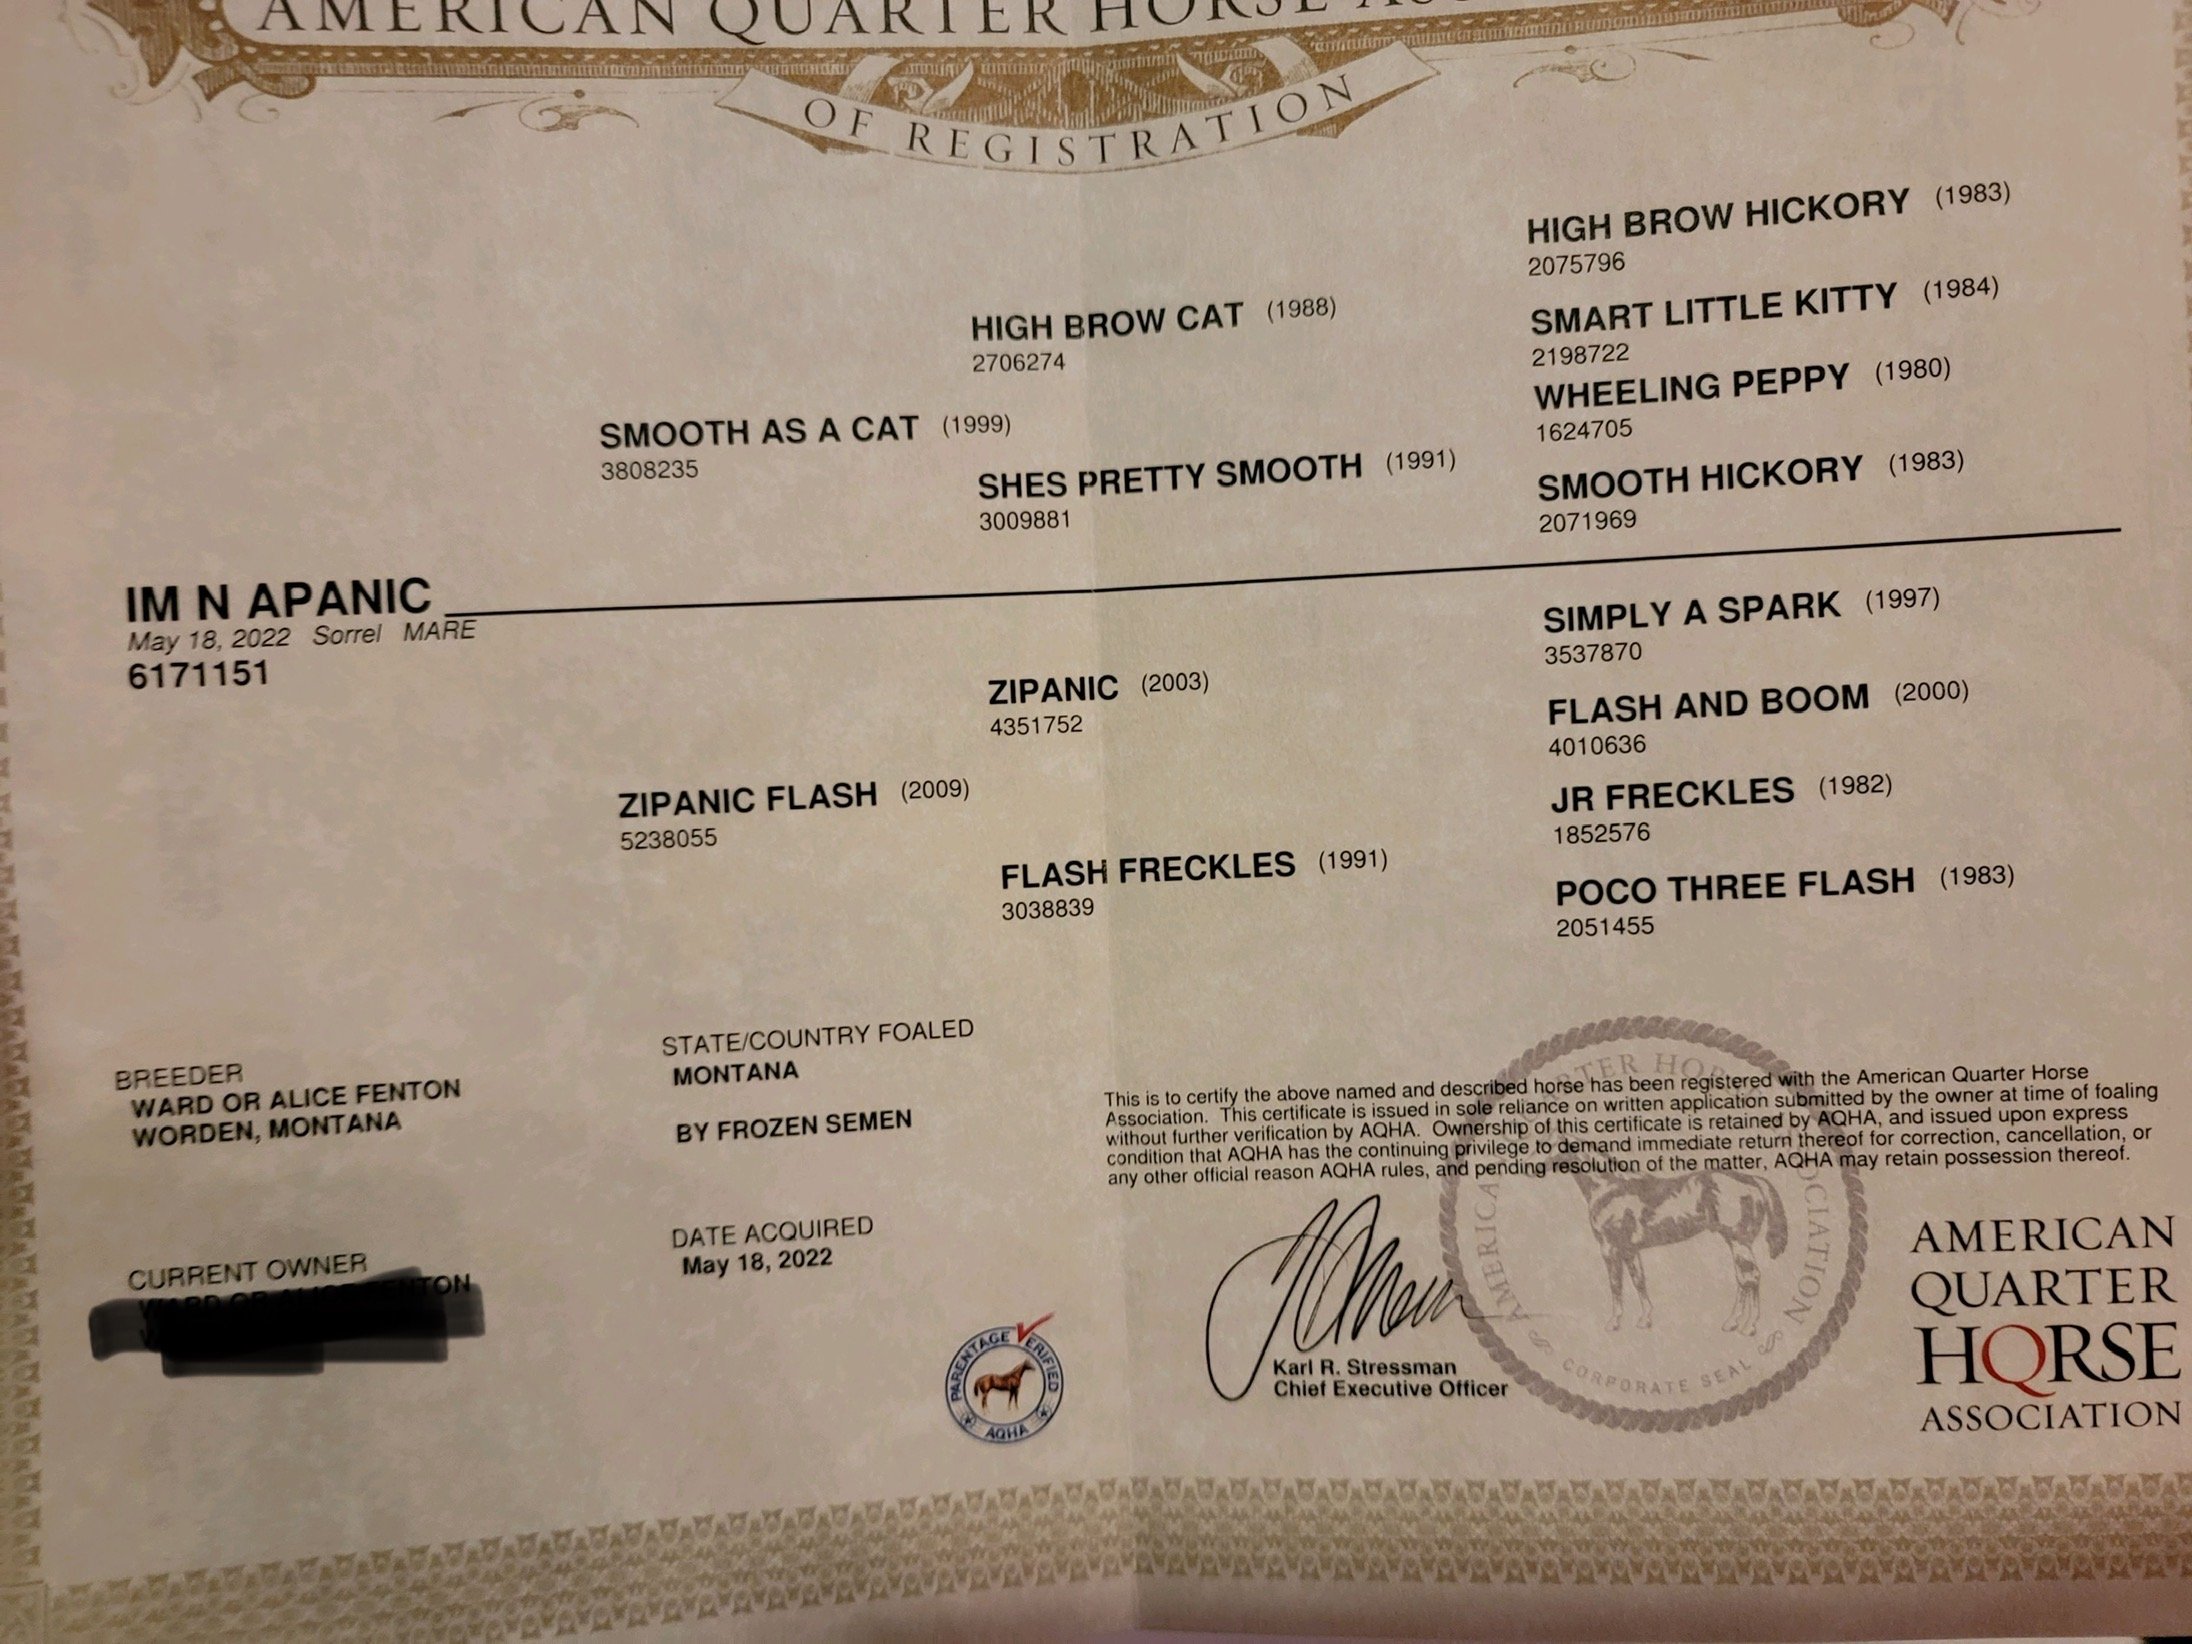 AMERICAN QUARTER HORSE
OF REGISTRATION
HIGH BROW HICKORY (1983)
2075796
HIGH BROW CAT (1988)
2706274
SMART LITTLE KITTY (1984)
2198722
SMOOTH AS A CAT (1999)
3808235
WHEELING PEPPY (1980)
1624705
SHES PRETTY SMOOTH (1991)
3009881
SMOOTH HICKORY (1983)
2071969
IM N APANIC
May 18, 2022 Sorrel MARE
6171151
SIMPLY A SPARK (1997)
3537870
ZIPANIC (2003)
4351752
FLASH AND BOOM (2000)
4010636
ZIPANIC FLASH (2009)
5238055
JR FRECKLES (1982)
1852576
FLASH FRECKLES (1991)
3038839
POCO THREE FLASH (1983)
2051455
BREEDER
WARD OR ALICE FENTON
WORDEN, MONTANA
STATE/COUNTRY FOALED
MONTANA
BY FROZEN SEMEN
CURRENT OWNER
DATE ACQUIRED
May 18, 2022
This is to certify the above named and described horse has been registered with the American Quarter Horse
Association. This certificate is issued in sole reliance on written application submitted by the owner at time of foaling
without further verification by AQHA. Ownership of this certificate is retained by AQHA, and issued upon express
condition that AQHA has the continuing privilege to demand immediate return thereof for correction, cancellation, or
any other official reason AQHA rules, and pending resolution of the matter, AQHA may retain possession thereof.
Karl R. Stressman
Chief Executive Officer
PARENTAGE VERIFIED
AQHA
AMERICAN QUARTER HORSE ASSOCIATION
CORPORATE SEAL
AMERICAN
QUARTER
HORSE
ASSOCIATION